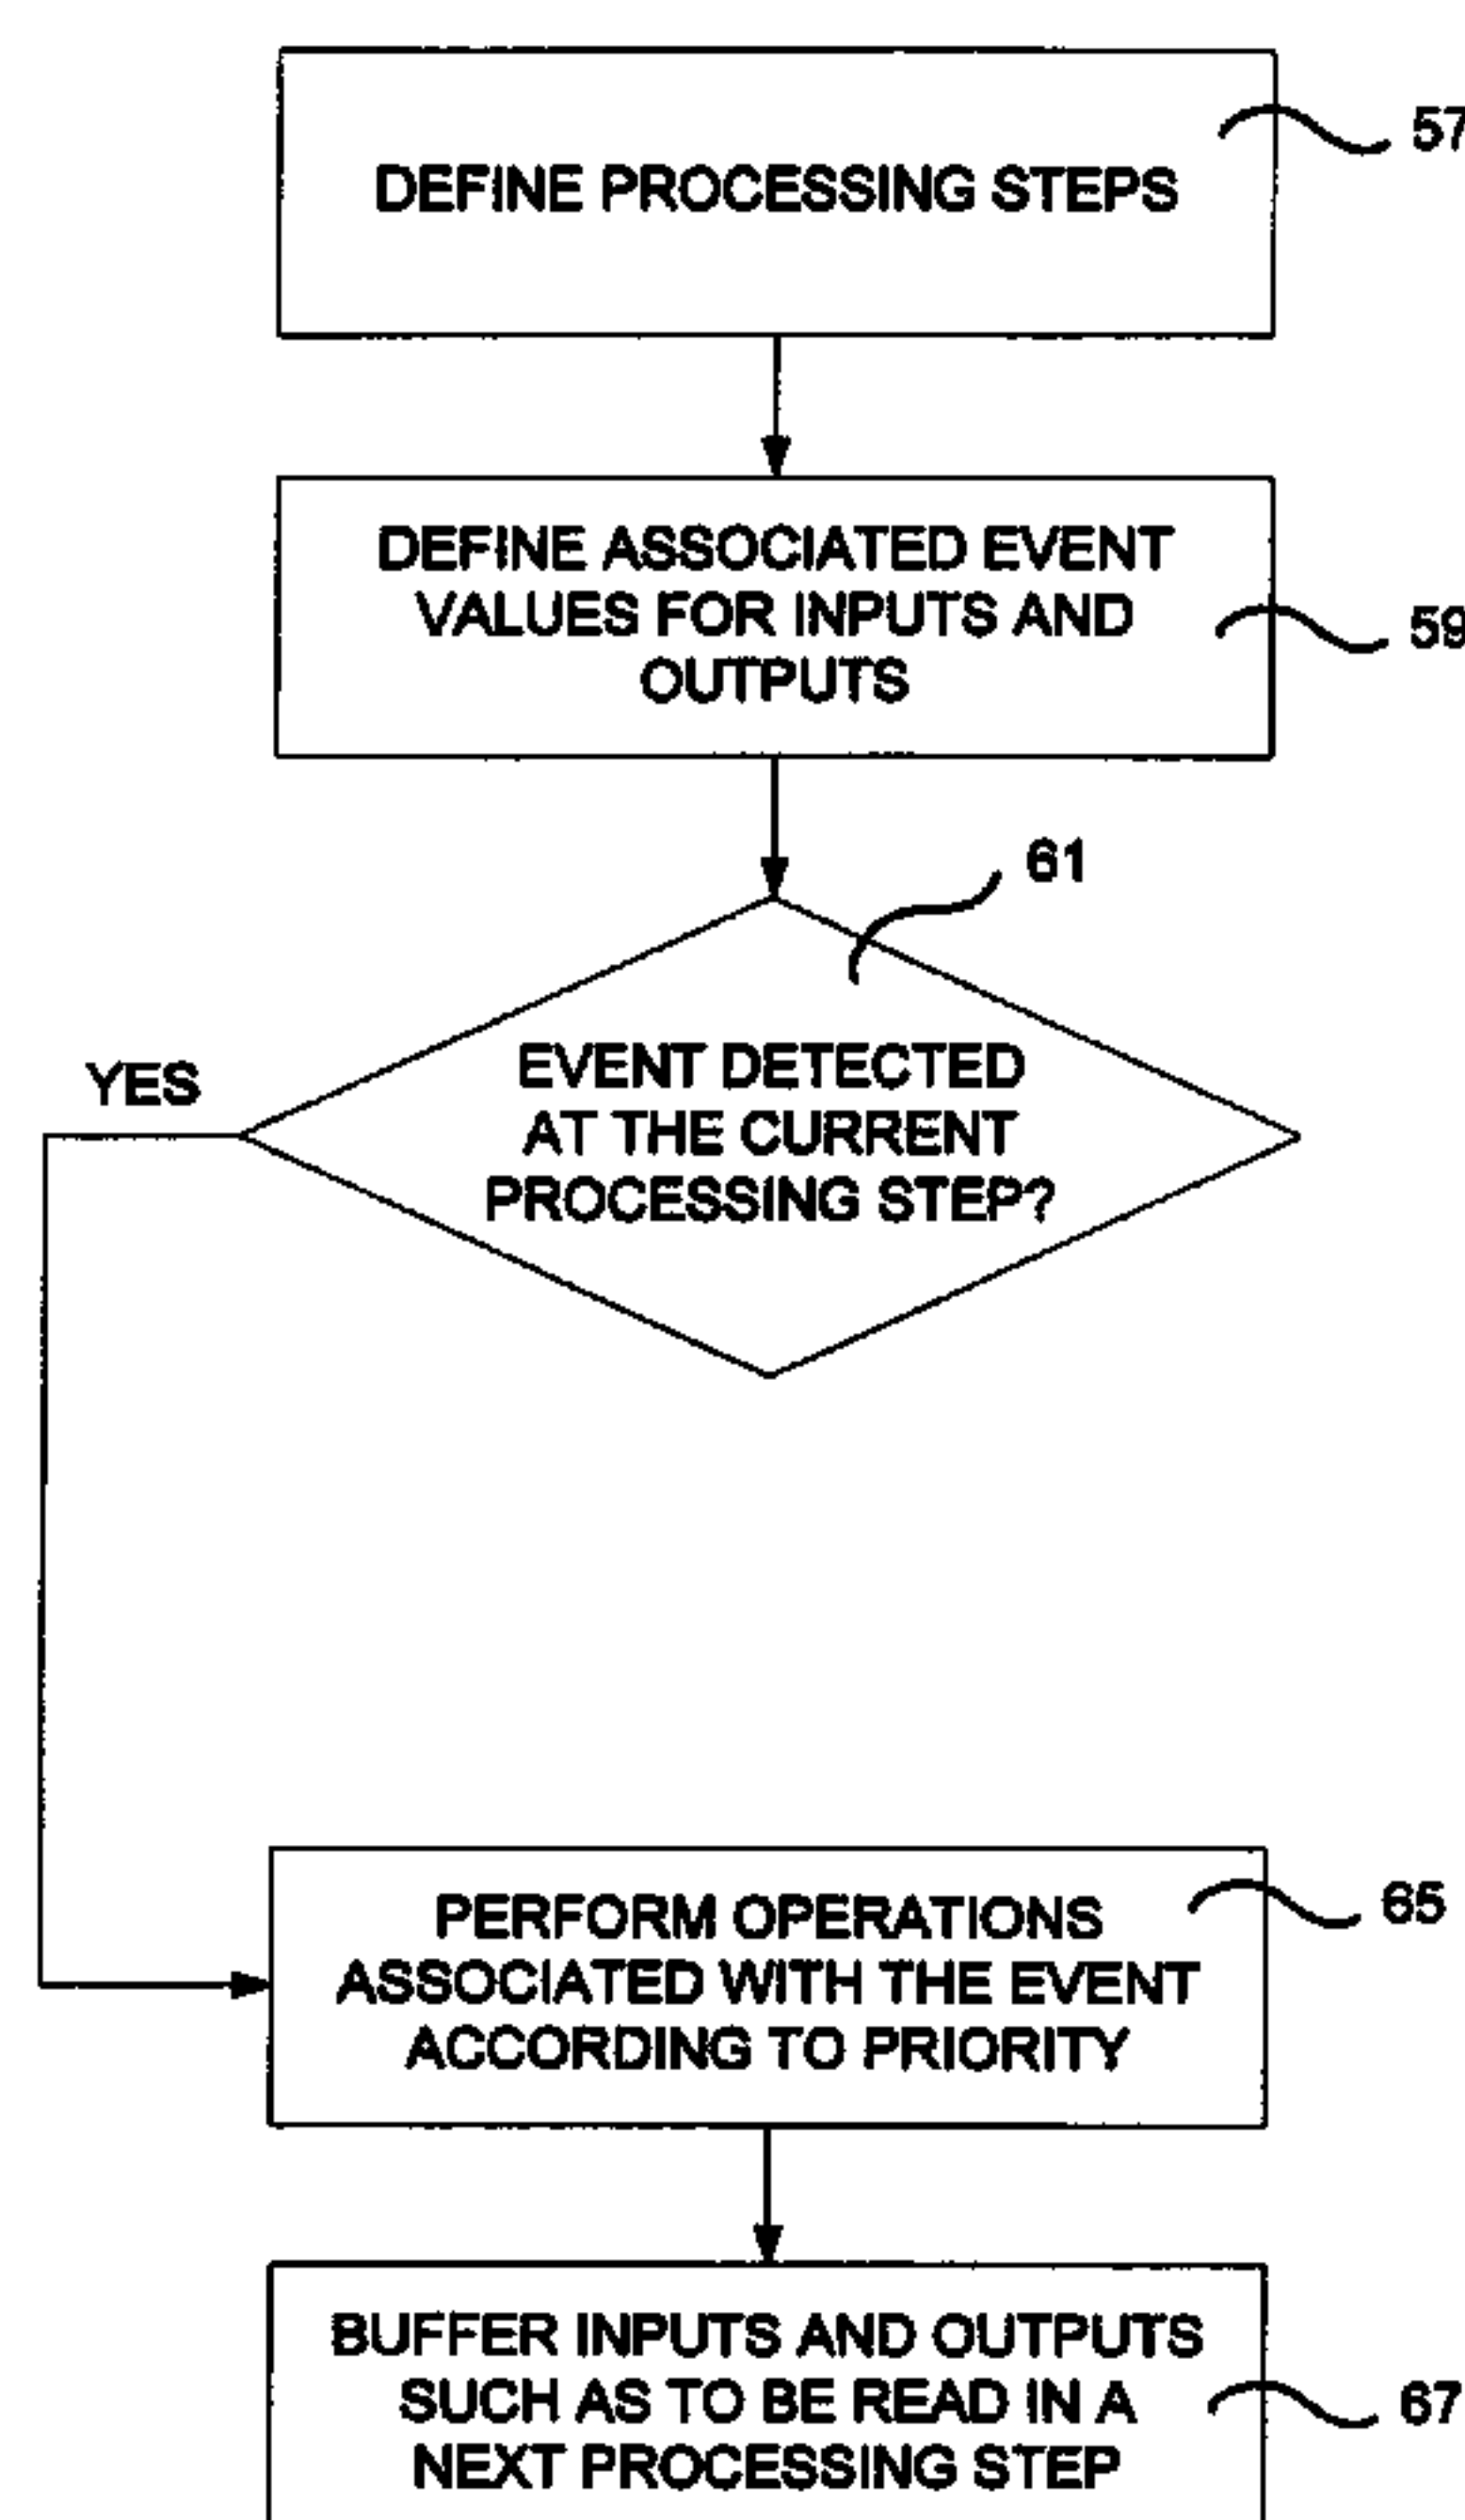 57
DEFINE PROCESSING STEPS
DEFINE ASSOCIATED EVENT
VALUES FOR INPUTS AND
OUTPUTS
59
61
YES
EVENT DETECTED
AT THE CURRENT
PROCESSING STEP?
PERFORM OPERATIONS
ASSOCIATED WITH THE EVENT
ACCORDING TO PRIORITY
65
BUFFER INPUTS AND OUTPUTS
SUCH AS TO BE READ IN A
NEXT PROCESSING STEP
67